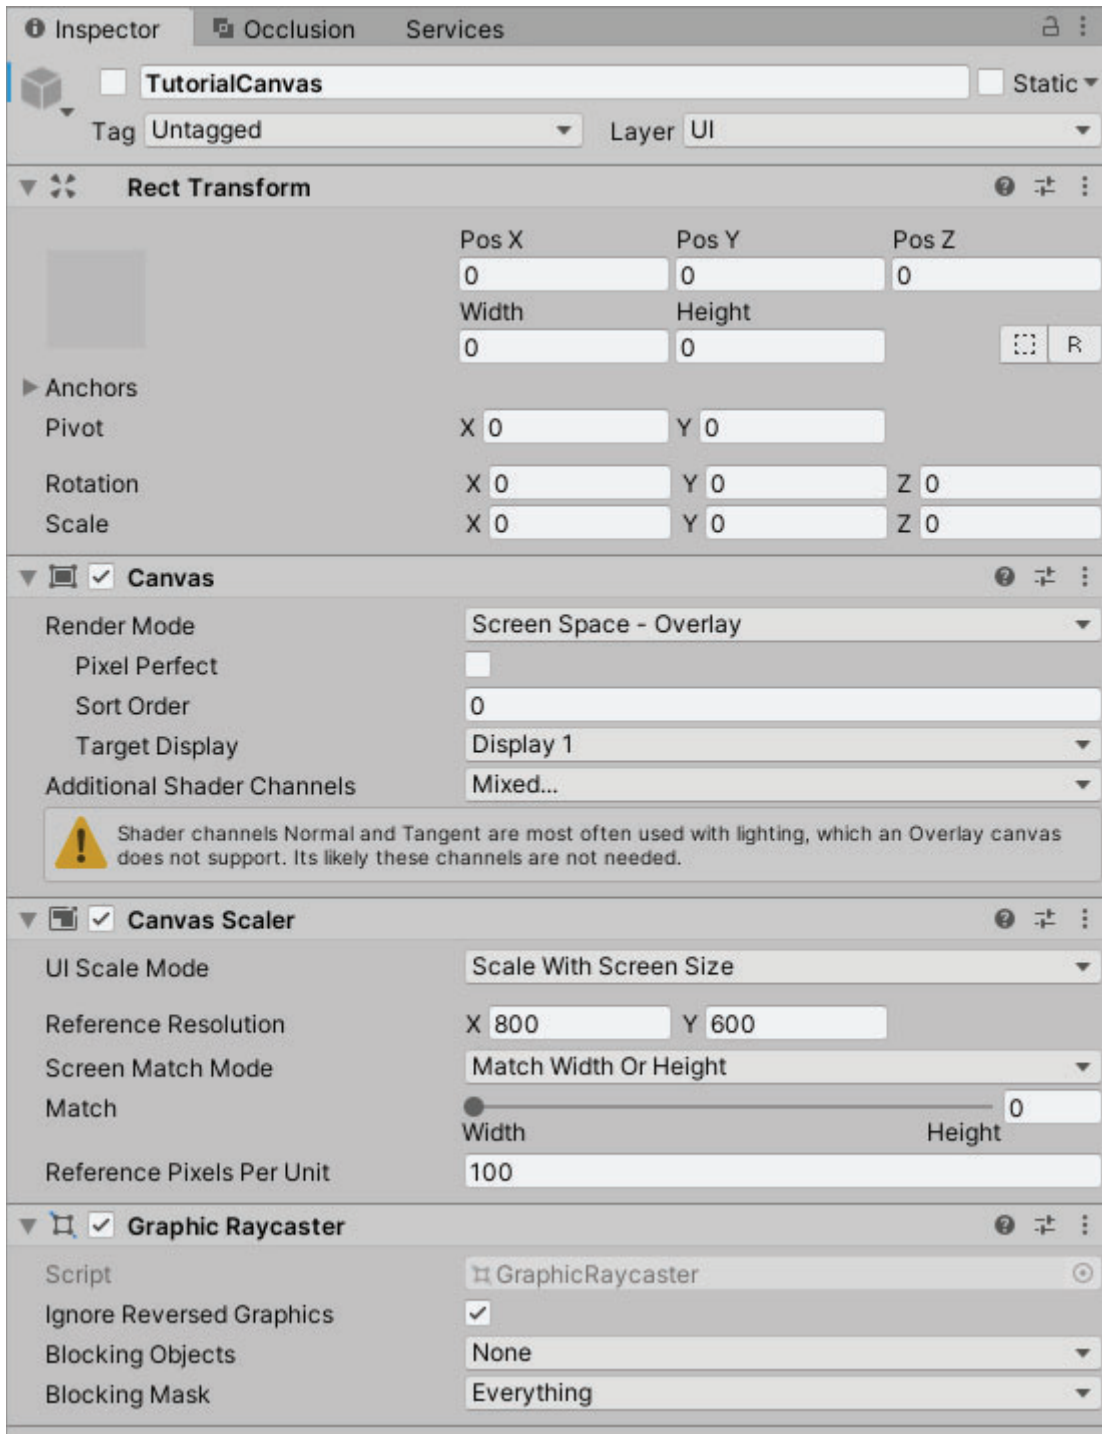 Inspector Occlusion Services
TutorialCanvas Static
Tag Untagged Layer UI
Rect Transform
Pos X Pos Y Pos Z
0 0 0
Width Height
0 0 R
Anchors
Pivot X 0 Y 0
Rotation X 0 Y 0 Z 0
Scale X 0 Y 0 Z 0
Canvas
Render Mode Screen Space - Overlay
Pixel Perfect
Sort Order 0
Target Display Display 1
Additional Shader Channels Mixed...
Shader channels Normal and Tangent are most often used with lighting, which an Overlay canvas
does not support. Its likely these channels are not needed.
Canvas Scaler
UI Scale Mode Scale With Screen Size
Reference Resolution X 800 Y 600
Screen Match Mode Match Width Or Height
Match 0
Width Height
Reference Pixels Per Unit 100
Graphic Raycaster
Script GraphicRaycaster
Ignore Reversed Graphics
Blocking Objects None
Blocking Mask Everything